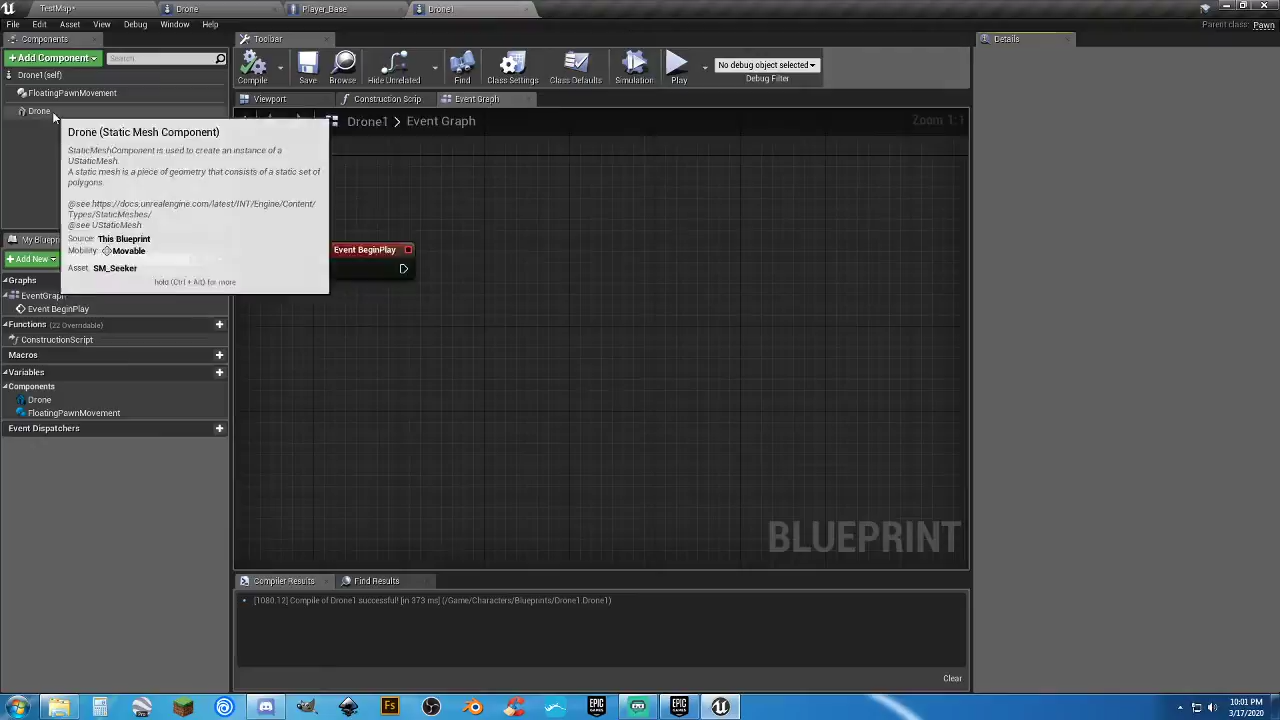 TestMap*
Drone
Player_Base
Drone1
File Edit Asset View Debug Window Help
Parent class: Pawn
Components
Toolbar
Details
+Add Component
Search
Drone1(self)
FloatingPawnMovement
Drone
Compile
Save
Browse
Hide Unrelated
Find
Class Settings
Class Defaults
Simulation
Play
No debug object selected
Debug Filter
Viewport
Construction Scrip
Event Graph
Drone1 > Event Graph
Zoom 1:1
Drone (Static Mesh Component)
StaticMeshComponent is used to create an instance of a
UStaticMesh.
A static mesh is a piece of geometry that consists of a static set of
polygons.
@see https://docs.unrealengine.com/latest/INT/Engine/Content/
Types/StaticMeshes/
@see UStaticMesh
Source: This Blueprint
Mobility: Movable
Asset: SM_Seeker
hold (Ctrl + Alt) for more
My Blueprin
+Add New
Graphs
EventGraph
Event BeginPlay
Functions (22 Overridable)
ConstructionScript
Macros
Variables
Components
Drone
FloatingPawnMovement
Event Dispatchers
Event BeginPlay
BLUEPRINT
Compiler Results
Find Results
[1080.12] Compile of Drone1 successful! [in 373 ms] (/Game/Characters/Blueprints/Drone1.Drone1)
Clear
10:01 PM
3/17/2020